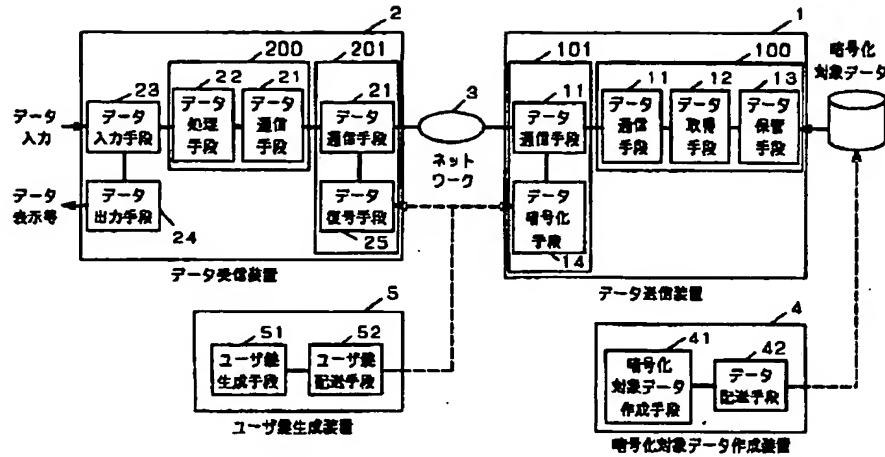 2
1
200
201
101
100
暗号化
対象データ
データ
入力
23
データ
入力手段
22
データ
処理
手段
21
データ
通信
手段
21
データ
通信手段
3
ネット
ワーク
11
データ
通信手段
11
データ
通信
手段
12
データ
取得
手段
13
データ
保管
手段
データ
表示等
データ
出力手段
24
データ
復号手段
25
データ
暗号化
手段
14
データ受信装置
データ送信装置
5
51
ユーザ鍵
生成手段
52
ユーザ鍵
配送手段
ユーザ鍵生成装置
4
41
暗号化
対象データ
作成手段
42
データ
配送手段
暗号化対象データ作成装置